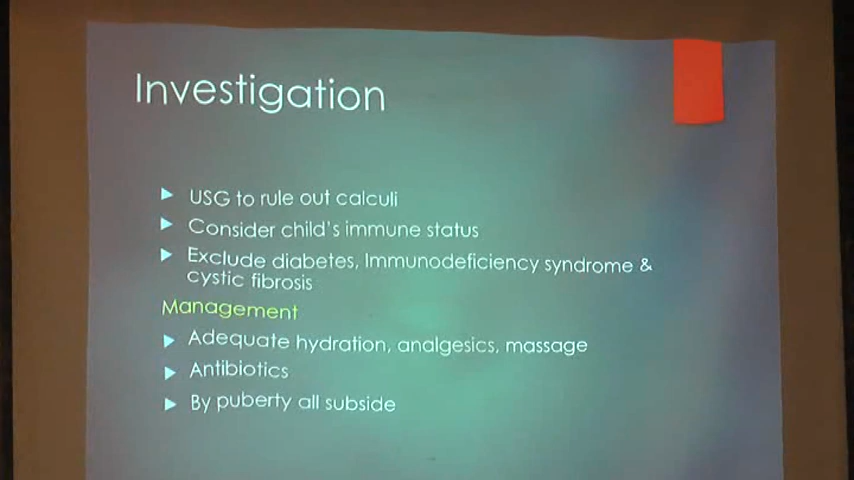 Investigation
USG to rule out calculi
Consider child's immune status
Exclude diabetes, Immunodeficiency syndrome &
cystic fibrosis
Management
Adequate hydration, analgesics, massage
Antibiotics
By puberty all subside